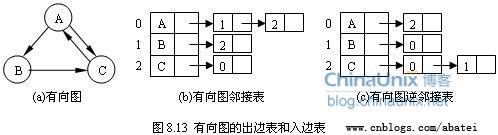 A
B
C
(a)有向图
0 A 1 2
1 B 2
2 C 0
(b)有向图邻接表
0 A 2
1 B 0
2 C 0 1
(c)有向图逆邻接表
ChinaUnix 博客
blog.chinaunix.net
图 8.13 有向图的出边表和入边表
www.cnblogs.com/abatei